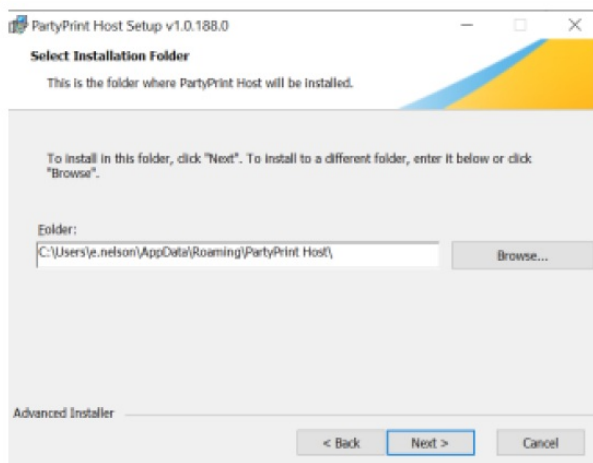 PartyPrint Host Setup v1.0.188.0
Select Installation Folder
This is the folder where PartyPrint Host will be installed.
To install in this folder, click "Next". To install to a different folder, enter it below or click
"Browse".
Folder:
C:\Users\e.nelson\AppData\Roaming\PartyPrint Host\
Browse...
Advanced Installer
< Back
Next >
Cancel